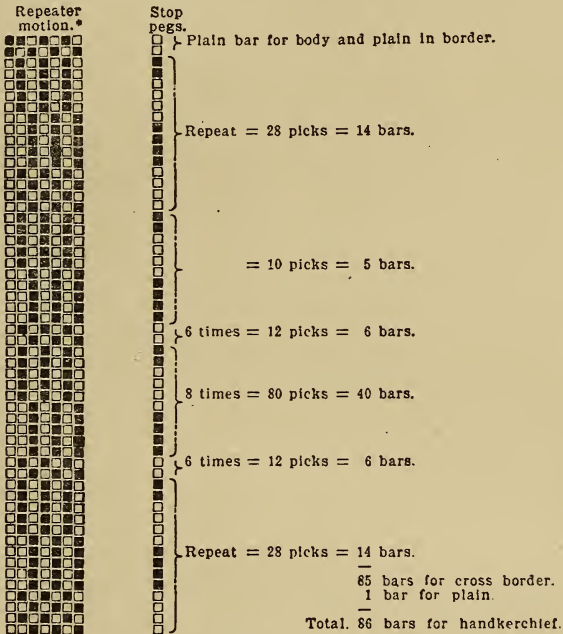 Repeater motion.*
Stop pegs.
Plain bar for body and plain in border.
Repeat = 28 picks = 14 bars.
= 10 picks = 5 bars.
6 times = 12 picks = 6 bars.
8 times = 80 picks = 40 bars.
6 times = 12 picks = 6 bars.
Repeat = 28 picks = 14 bars.
85 bars for cross border.
1 bar for plain.
Total. 86 bars for handkerchief.